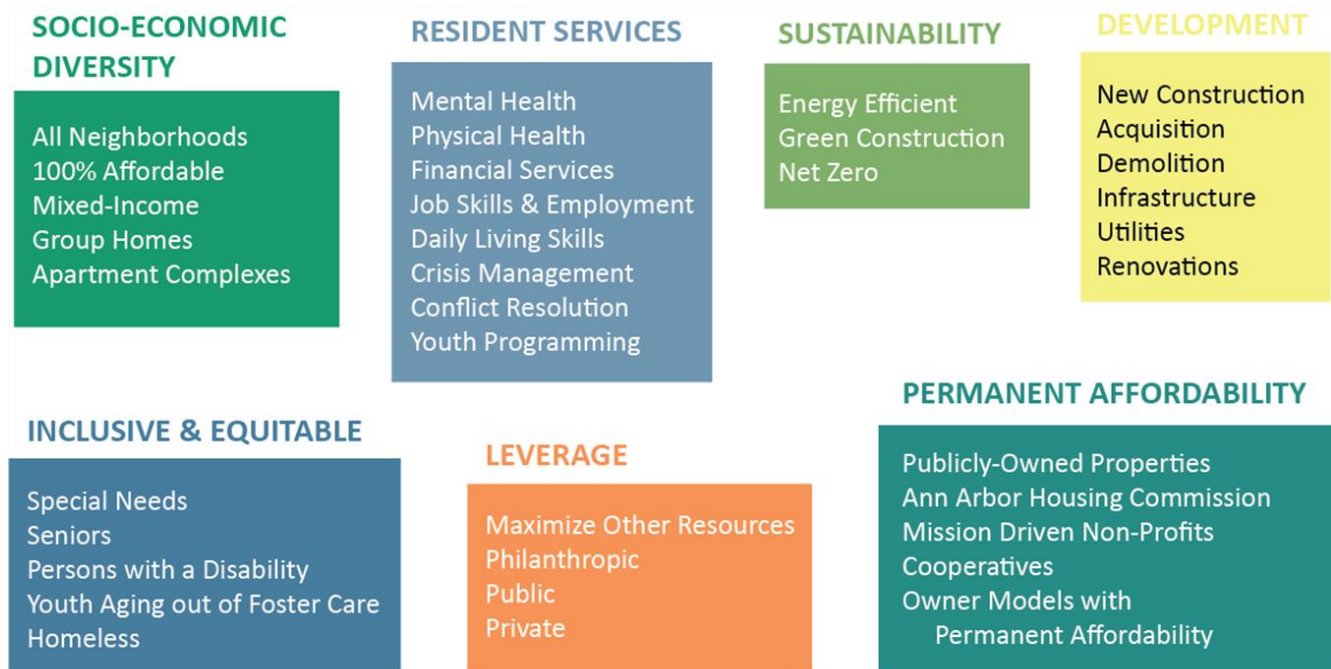 SOCIO-ECONOMIC
DIVERSITY
All Neighborhoods
100% Affordable
Mixed-Income
Group Homes
Apartment Complexes
RESIDENT SERVICES
Mental Health
Physical Health
Financial Services
Job Skills & Employment
Daily Living Skills
Crisis Management
Conflict Resolution
Youth Programming
SUSTAINABILITY
Energy Efficient
Green Construction
Net Zero
DEVELOPMENT
New Construction
Acquisition
Demolition
Infrastructure
Utilities
Renovations
INCLUSIVE & EQUITABLE
Special Needs
Seniors
Persons with a Disability
Youth Aging out of Foster Care
Homeless
LEVERAGE
Maximize Other Resources
Philanthropic
Public
Private
PERMANENT AFFORDABILITY
Publicly-Owned Properties
Ann Arbor Housing Commission
Mission Driven Non-Profits
Cooperatives
Owner Models with
Permanent Affordability